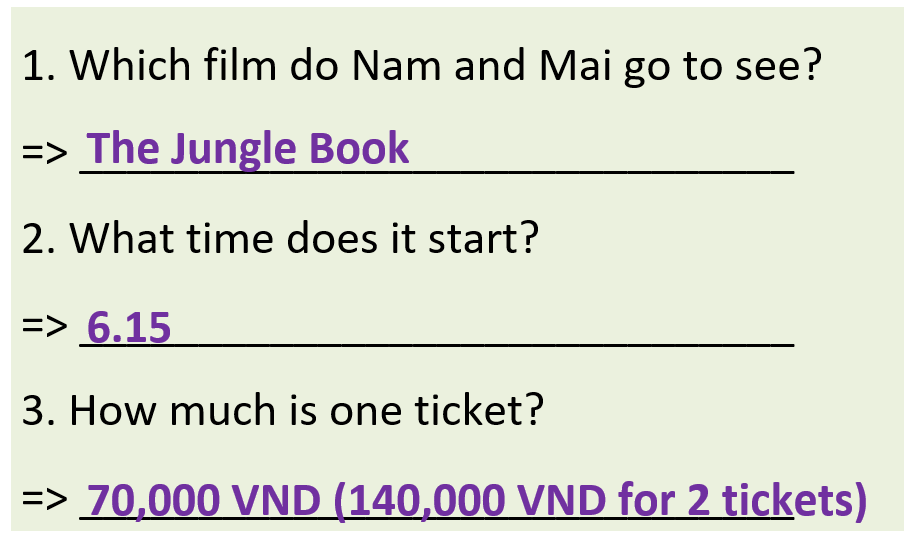 1. Which film do Nam and Mai go to see?
=> The Jungle Book
2. What time does it start?
=> 6.15
3. How much is one ticket?
=> 70,000 VND (140,000 VND for 2 tickets)